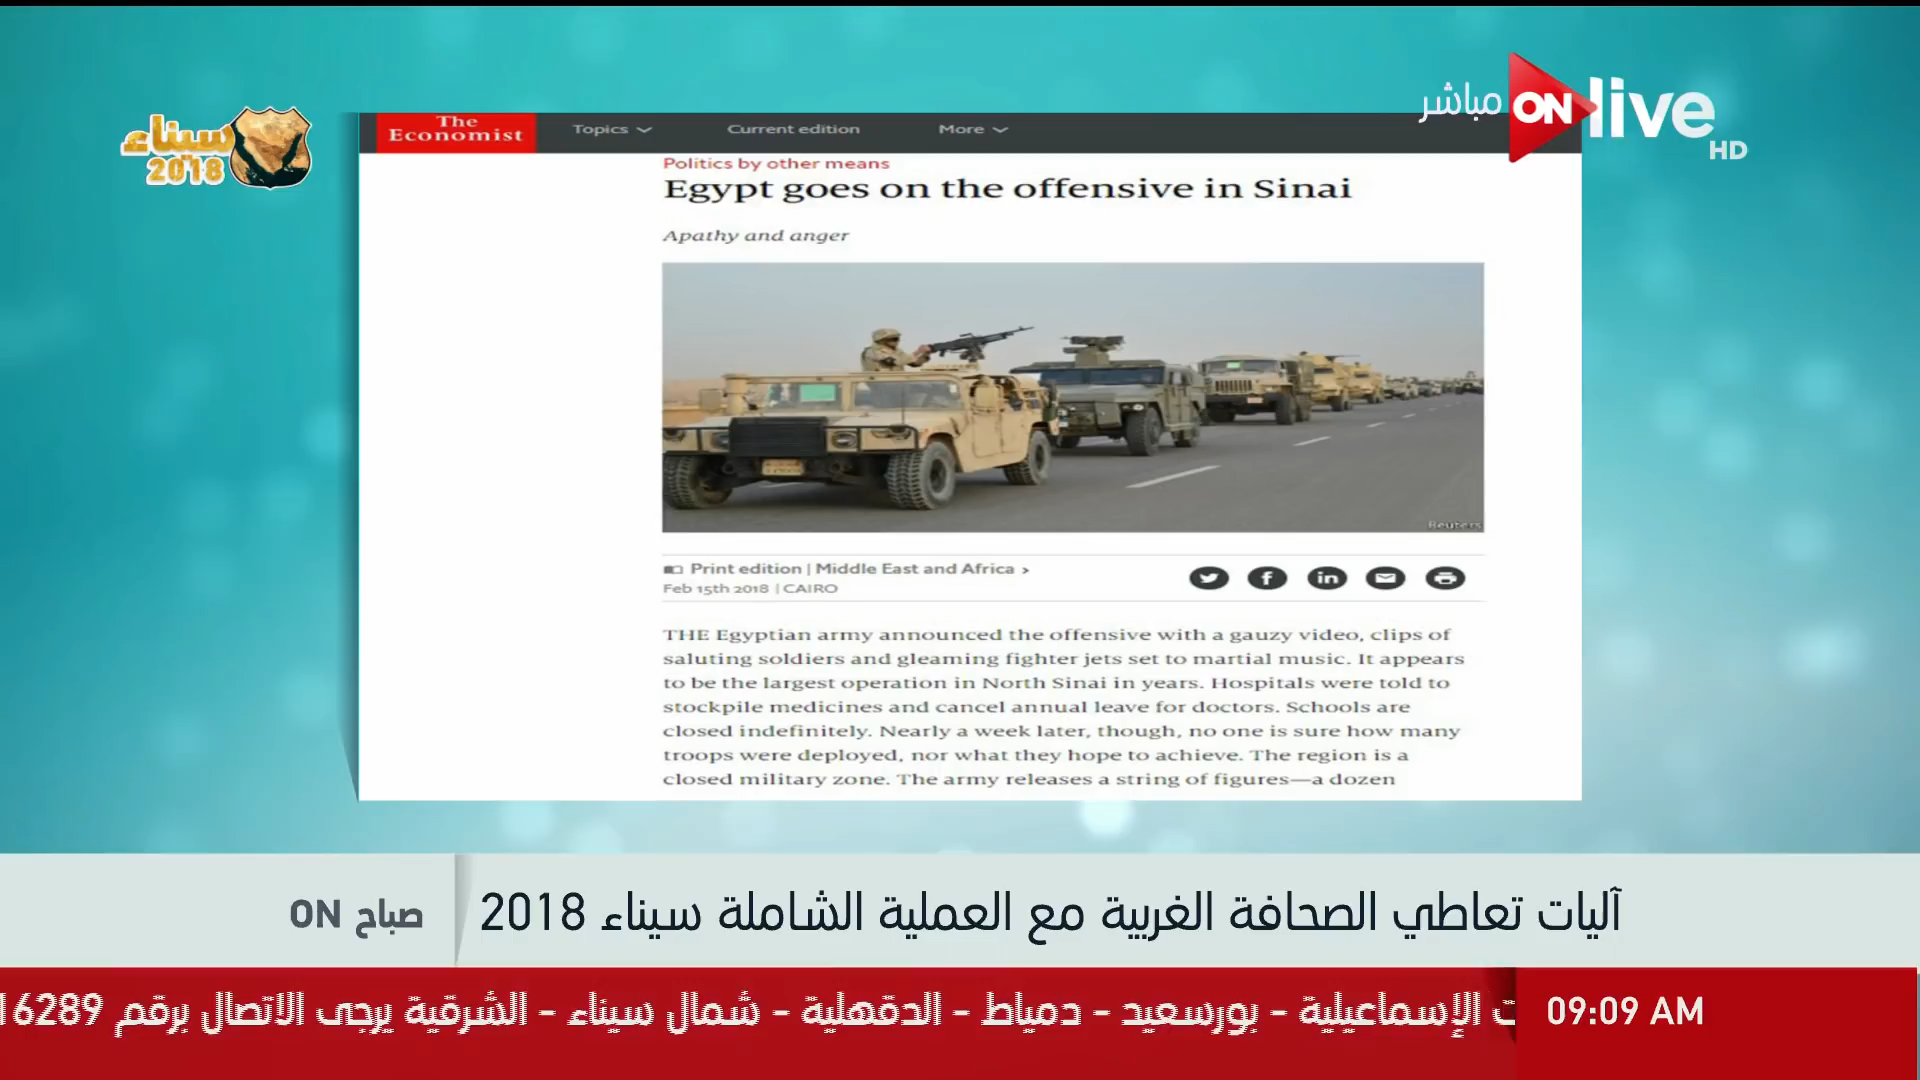 سيناء
2018
مباشر ON live
HD
The
Economist
Topics
Current edition
More
Politics by other means
Egypt goes on the offensive in Sinai
Apathy and anger
Reuters
Print edition | Middle East and Africa ›
Feb 15th 2018 | CAIRO
THE Egyptian army announced the offensive with a gauzy video, clips of
saluting soldiers and gleaming fighter jets set to martial music. It appears
to be the largest operation in North Sinai in years. Hospitals were told to
stockpile medicines and cancel annual leave for doctors. Schools are
closed indefinitely. Nearly a week later, though, no one is sure how many
troops were deployed, nor what they hope to achieve. The region is a
closed military zone. The army releases a string of figures—a dozen
آليات تعاطي الصحافة الغربية مع العملية الشاملة سيناء 2018
صباح ON
الإسماعيلية - بورسعيد - دمياط - الدقهلية - شمال سيناء - الشرقية يرجى الاتصال برقم 16289
09:09 AM